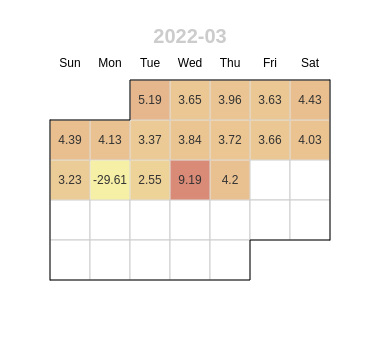 2022-03
Sun Mon Tue Wed Thu Fri Sat
5.19 3.65 3.96 3.63 4.43
4.39 4.13 3.37 3.84 3.72 3.66 4.03
3.23 -29.61 2.55 9.19 4.2